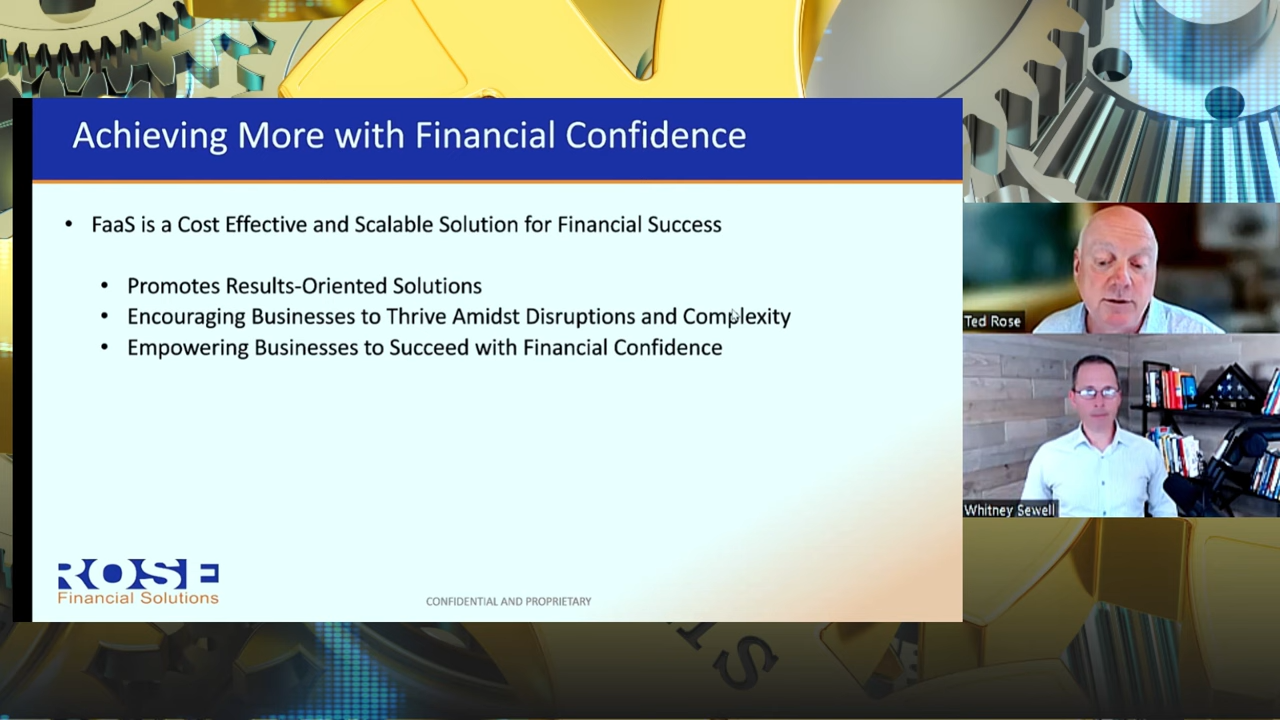 Achieving More with Financial Confidence
• FaaS is a Cost Effective and Scalable Solution for Financial Success
• Promotes Results-Oriented Solutions
• Encouraging Businesses to Thrive Amidst Disruptions and Complexity
• Empowering Businesses to Succeed with Financial Confidence
ROSE
Financial Solutions
CONFIDENTIAL AND PROPRIETARY
Ted Rose
Whitney Sewell